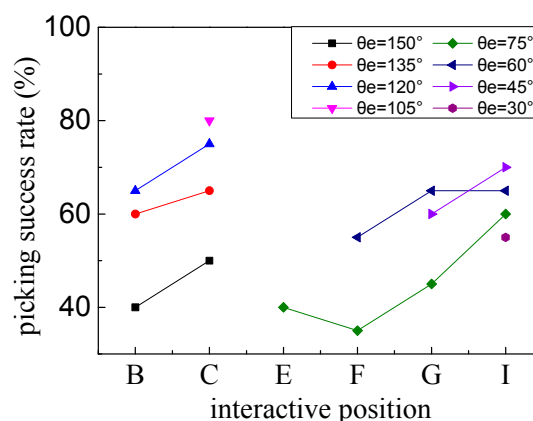 100
80
60
40
picking success rate (%)
θe=150° θe=75°
θe=135° θe=60°
θe=120° θe=45°
θe=105° θe=30°
B C E F G I
interactive position